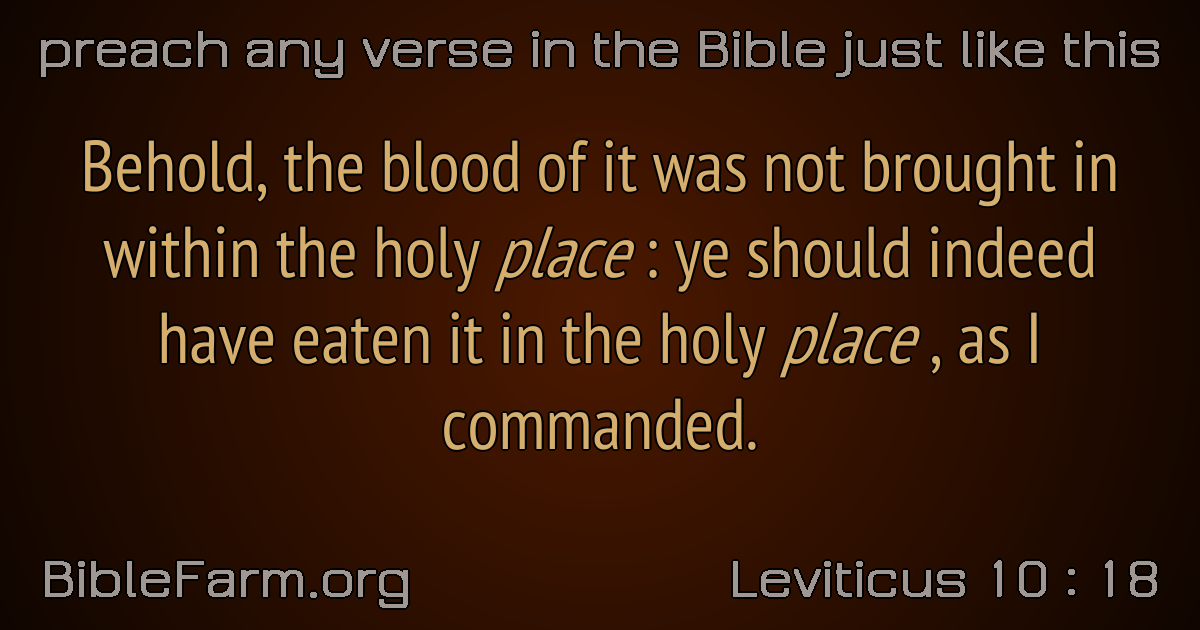 preach any verse in the Bible just like this
Behold, the blood of it was not brought in
within the holy place : ye should indeed
have eaten it in the holy place , as I
commanded.
BibleFarm.org
Leviticus 10 : 18